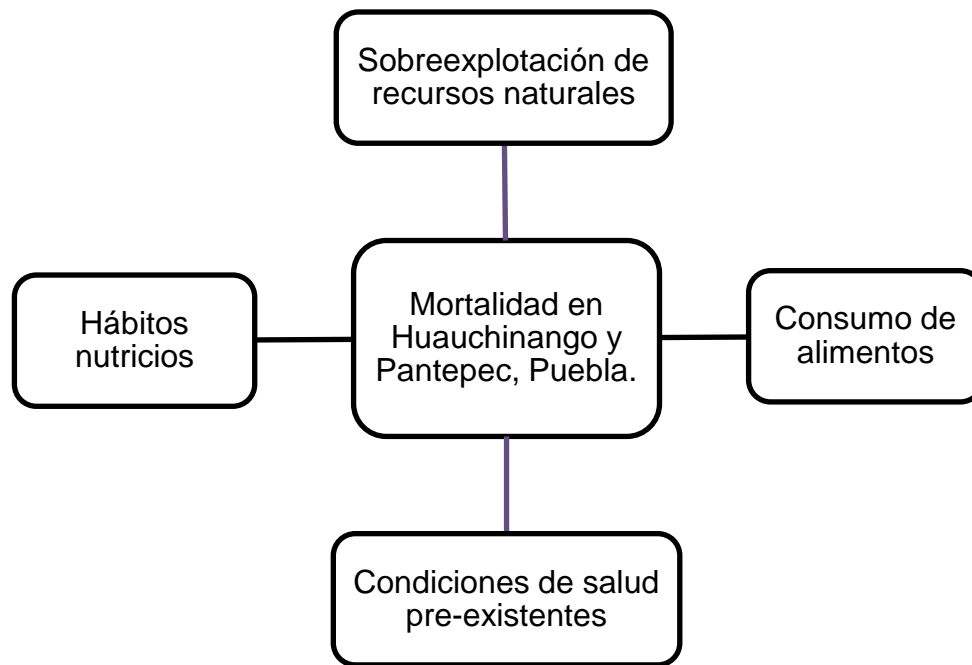 Sobreexplotación de
recursos naturales
Hábitos
nutricios
Mortalidad en
Huauchinango y
Pantepec, Puebla.
Consumo de
alimentos
Condiciones de salud
pre-existentes